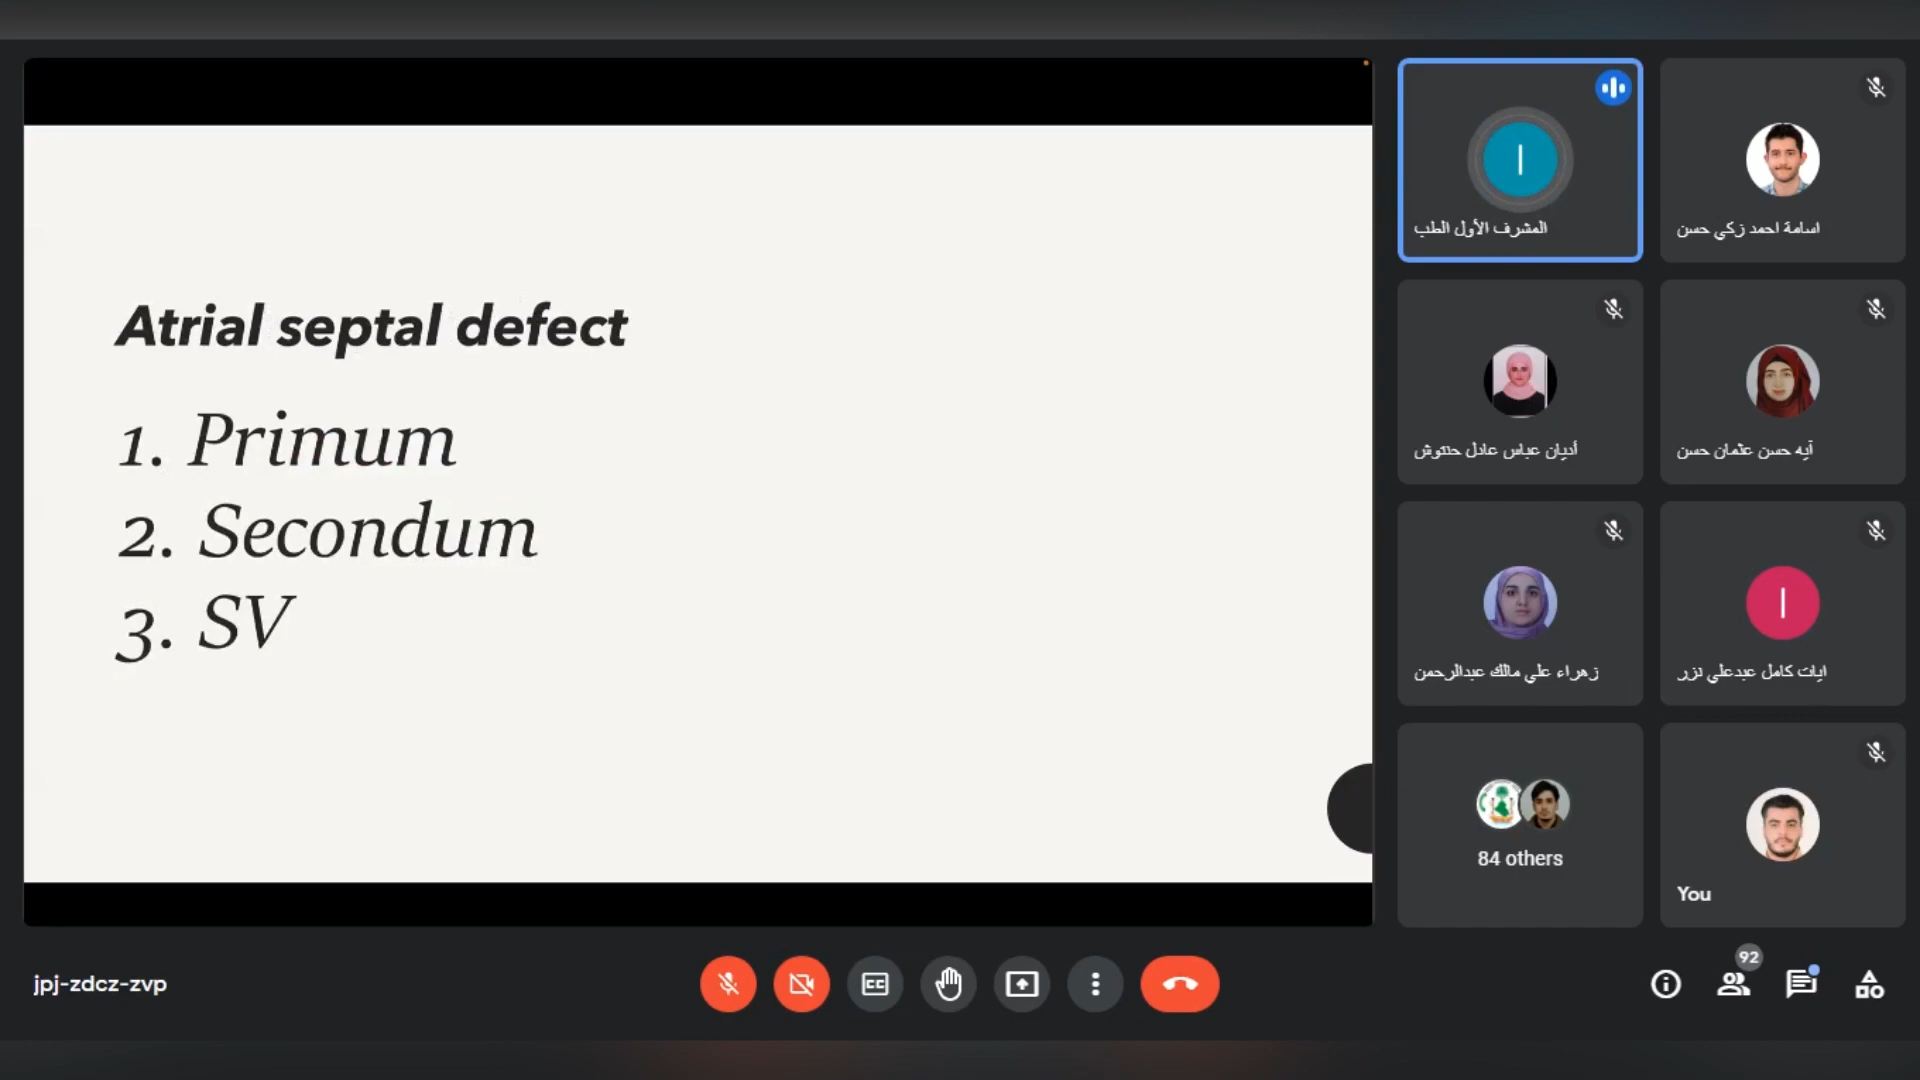 Atrial septal defect
1. Primum
2. Secondum
3. SV
I
المشرف الأول الطب
اسامة احمد زكي حسن
أديان عباس عادل حنتوش
آيه حسن عثمان حسن
زهراء علي مالك عبدالرحمن
I
ايات كامل عبدعلي نزر
84 others
You
jpj-zdcz-zvp
CC
92